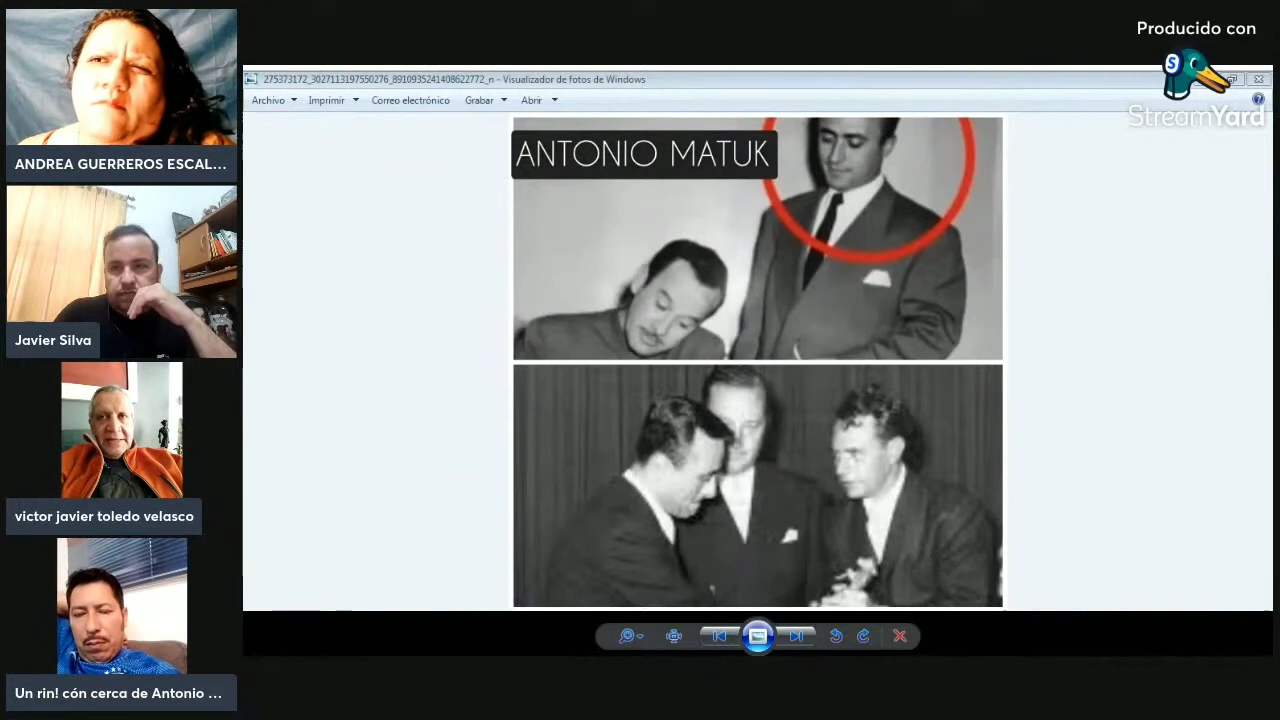 Producido con
S
StreamYard
275373172_3027113197550276_8910935241408622772_n - Visualizador de fotos de Windows
Archivo Imprimir Correo electrónico Grabar Abrir
ANTONIO MATUK
ANDREA GUERREROS ESCAL...
Javier Silva
victor javier toledo velasco
Un rin! cón cerca de Antonio ...